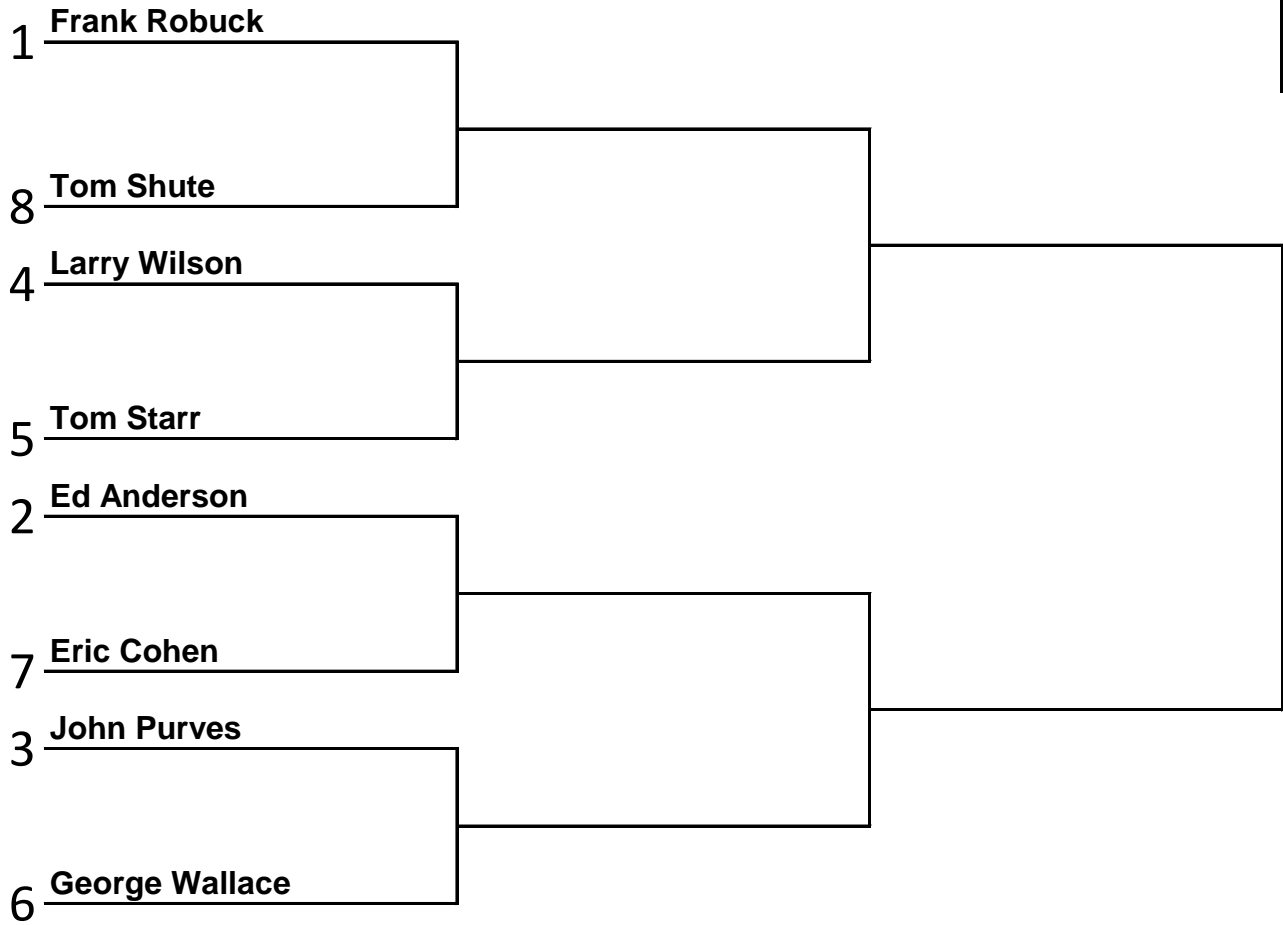 1 Frank Robuck
8 Tom Shute
4 Larry Wilson
5 Tom Starr
2 Ed Anderson
7 Eric Cohen
3 John Purves
6 George Wallace